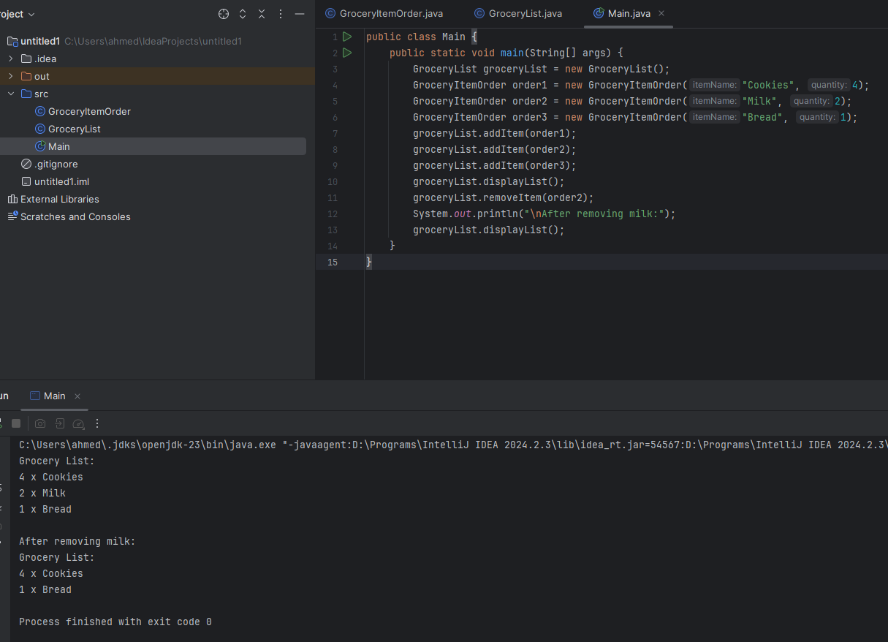 roject
GroceryItemOrder.java GroceryList.java Main.java
untitled1 C:\Users\ahmed\IdeaProjects\untitled1
.idea
out
src
GroceryItemOrder
GroceryList
Main
.gitignore
untitled1.iml
External Libraries
Scratches and Consoles
1 public class Main {
2 public static void main(String[] args) {
3 GroceryList groceryList = new GroceryList();
4 GroceryItemOrder order1 = new GroceryItemOrder( itemName: "Cookies", quantity: 4);
5 GroceryItemOrder order2 = new GroceryItemOrder( itemName: "Milk", quantity: 2);
6 GroceryItemOrder order3 = new GroceryItemOrder( itemName: "Bread", quantity: 1);
7 groceryList.addItem(order1);
8 groceryList.addItem(order2);
9 groceryList.addItem(order3);
10 groceryList.displayList();
11 groceryList.removeItem(order2);
12 System.out.println("\nAfter removing milk:");
13 groceryList.displayList();
14 }
15 }
un Main
C:\Users\ahmed\.jdks\openjdk-23\bin\java.exe "-javaagent:D:\Programs\IntelliJ IDEA 2024.2.3\lib\idea_rt.jar=54567:D:\Programs\IntelliJ IDEA 2024.2.3\
Grocery List:
4 x Cookies
2 x Milk
1 x Bread
After removing milk:
Grocery List:
4 x Cookies
1 x Bread
Process finished with exit code 0